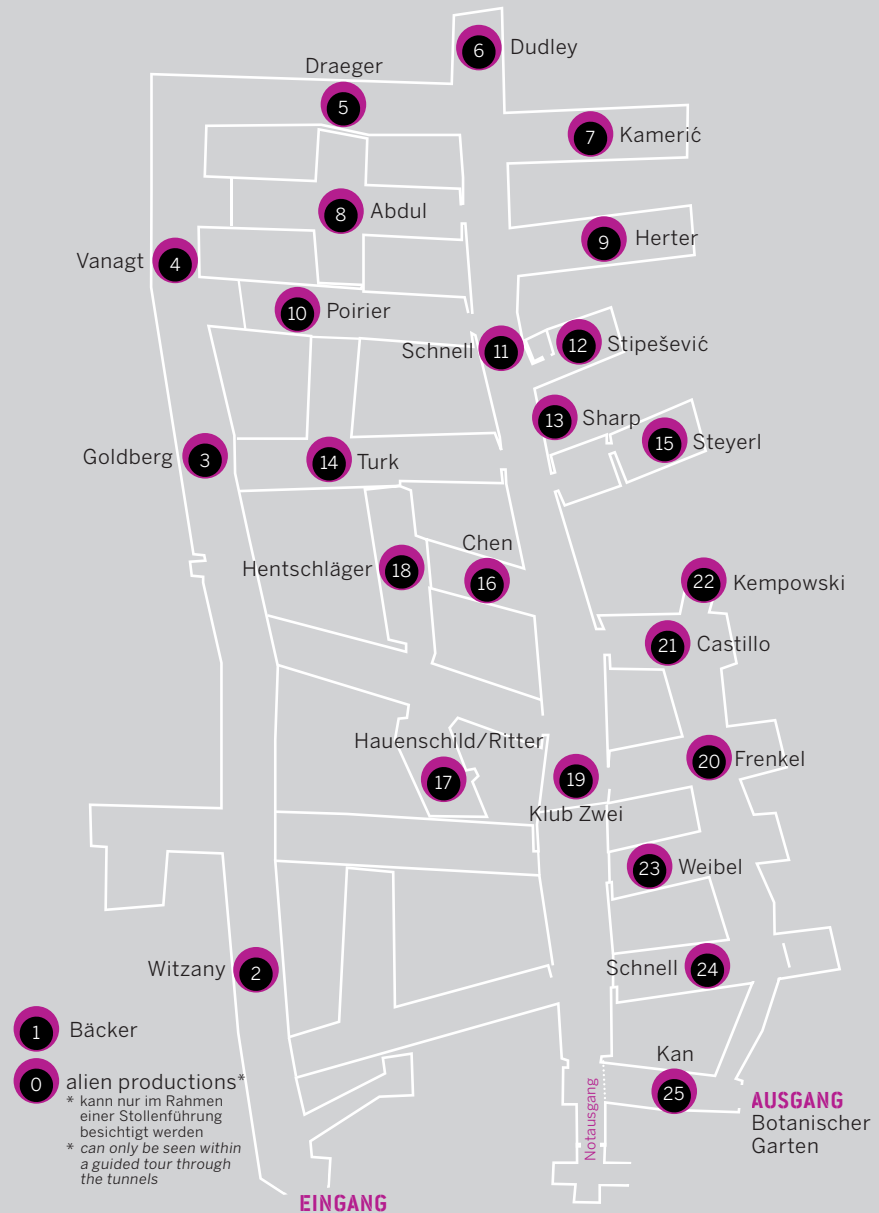 6 Dudley
Draeger
5
7 Kamerić
8 Abdul
9 Herter
Vanagt 4
10 Poirier
Schnell 11
12 Stipešević
13 Sharp
15 Steyerl
Goldberg 3
14 Turk
Chen
16
Hentschläger 18
22 Kempowski
21 Castillo
Hauenschild/Ritter
17
20 Frenkel
19
Klub Zwei
23 Weibel
Witzany 2
Schnell 24
1 Bäcker
0 alien productions*
* kann nur im Rahmen
einer Stollenführung
besichtigt werden
* can only be seen within
a guided tour through
the tunnels
Kan
25
Notausgang
AUSGANG
Botanischer
Garten
EINGANG